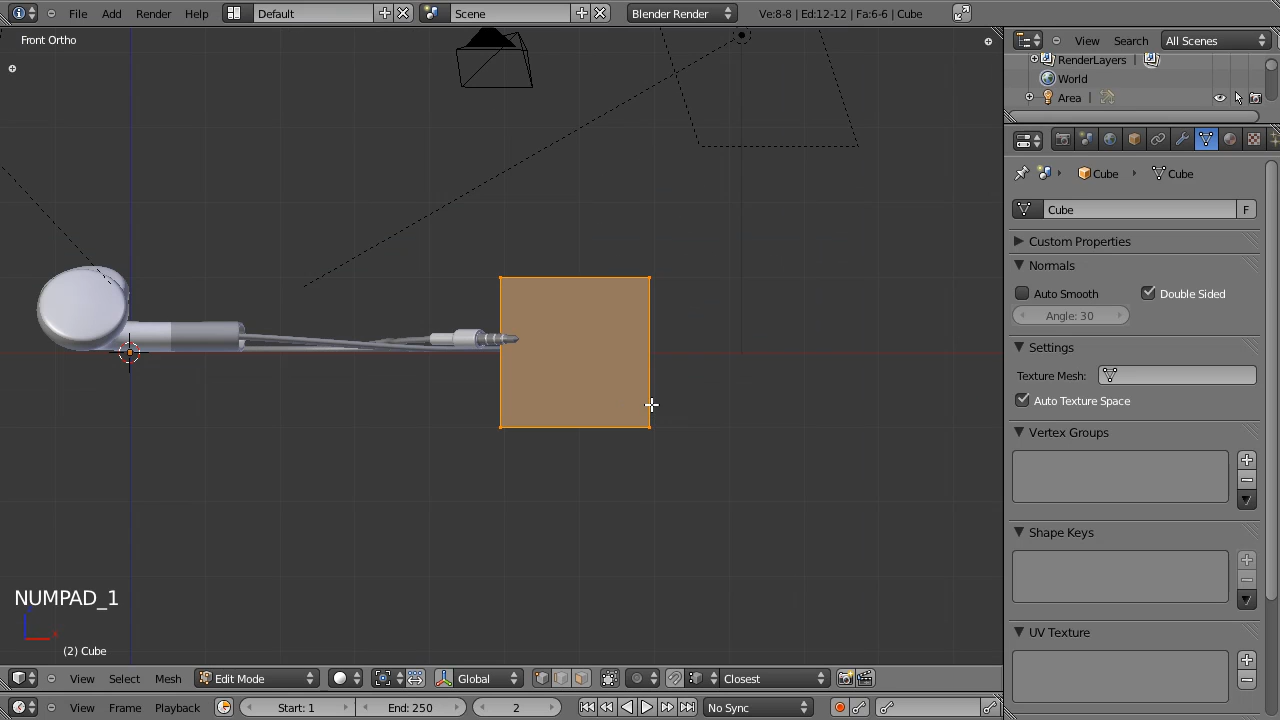 File Add Render Help Default Scene Blender Render Ve:8-8 | Ed:12-12 | Fa:6-6 | Cube
Front Ortho
View Search All Scenes
RenderLayers |
World
Area |
Cube Cube
Cube F
Custom Properties
Normals
Auto Smooth Double Sided
Angle: 30
Settings
Texture Mesh:
Auto Texture Space
Vertex Groups
Shape Keys
UV Texture
NUMPAD_1
x
(2) Cube
View Select Mesh Edit Mode Global Closest
View Frame Playback Start: 1 End: 250 2 No Sync